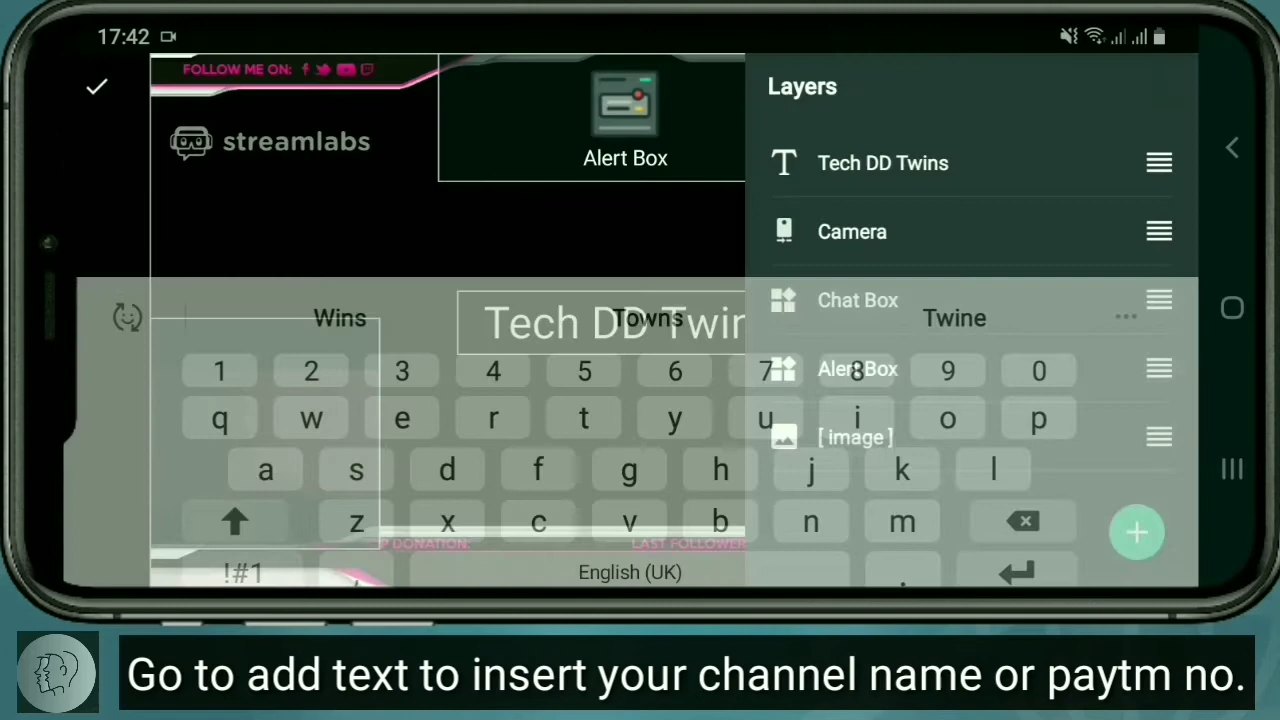 17:42
FOLLOW ME ON:
Layers
streamlabs
Alert Box
Tech DD Twins
Camera
Chat Box
Wins Towns Twine
Tech DD Twin
Alert Box
1 2 3 4 5 6 7 8 9 0
q w e r t y u i o p
[ image ]
a s d f g h j k l
z x c v b n m
P DONATION: LAST FOLLOWER
!#1 , English (UK) .
Go to add text to insert your channel name or paytm no.